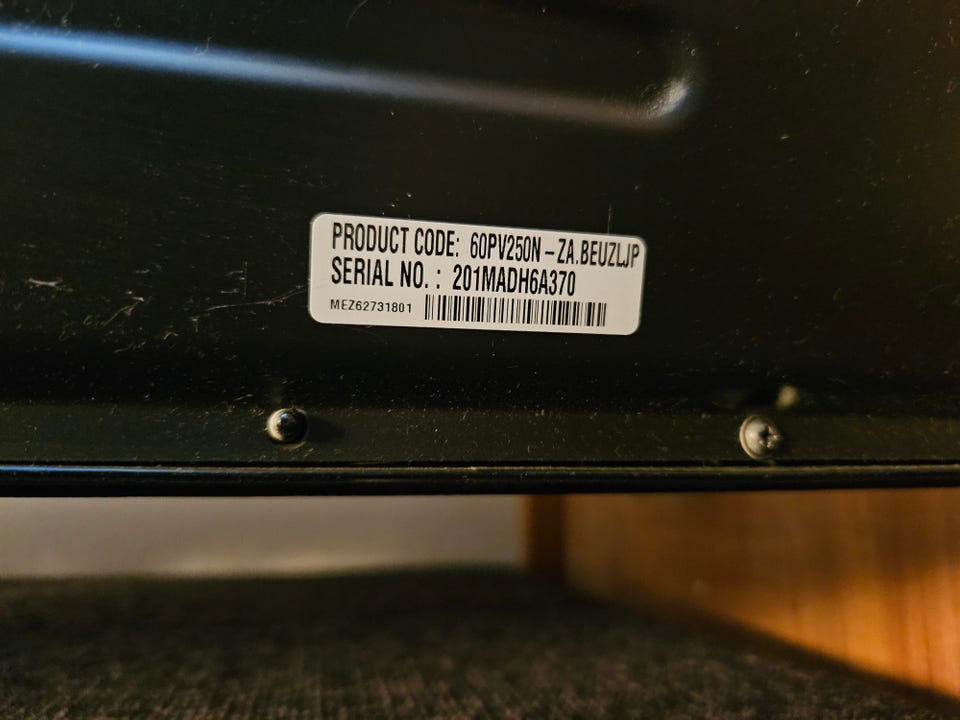 PRODUCT CODE: 60PV250N – ZA.BEUZLJP
SERIAL NO. : 201MADH6A370
MEZ62731801